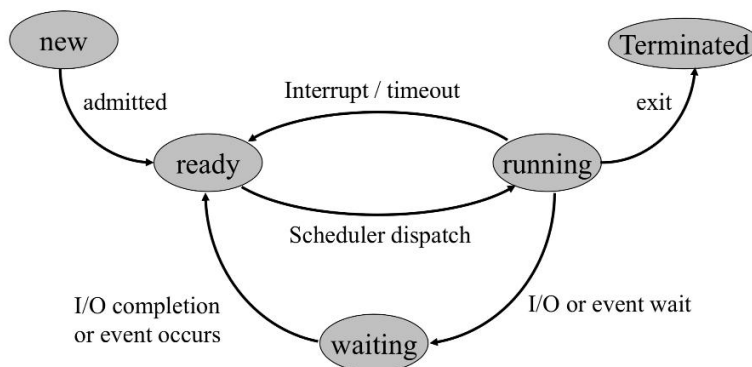 new
Terminated
admitted
Interrupt / timeout
exit
ready
running
Scheduler dispatch
I/O completion
or event occurs
I/O or event wait
waiting